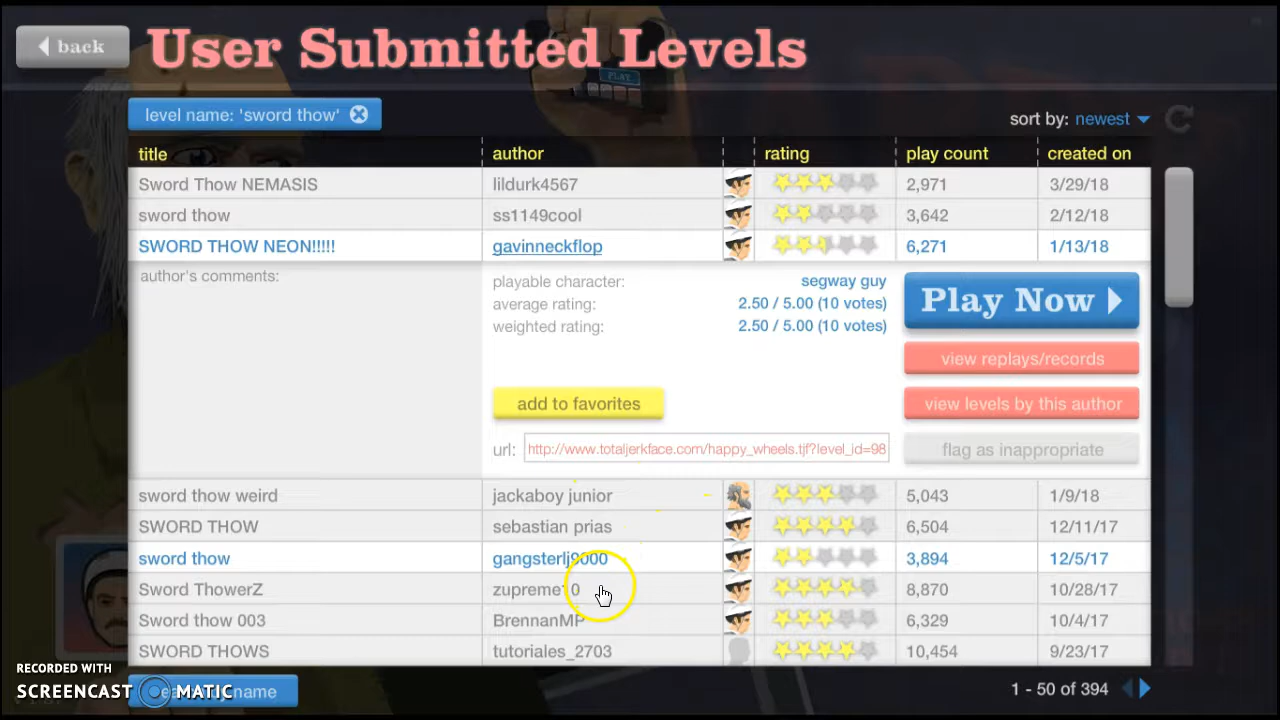 back
User Submitted Levels
PLAY
level name: 'sword thow'
sort by: newest
title author rating play count created on
Sword Thow NEMASIS lildurk4567 2,971 3/29/18
sword thow ss1149cool 3,642 2/12/18
SWORD THOW NEON!!!!! gavinneckflop 6,271 1/13/18
author's comments:
playable character: segway guy
average rating: 2.50 / 5.00 (10 votes)
weighted rating: 2.50 / 5.00 (10 votes)
Play Now
view replays/records
add to favorites
view levels by this author
url: http://www.totaljerkface.com/happy_wheels.tjf?level_id=98
flag as inappropriate
sword thow weird jackaboy junior 5,043 1/9/18
SWORD THOW sebastian prias 6,504 12/11/17
sword thow gangsterlj9000 3,894 12/5/17
Sword ThowerZ zupreme10 8,870 10/28/17
Sword thow 003 BrennanMP 6,329 10/4/17
SWORD THOWS tutoriales_2703 10,454 9/23/17
RECORDED WITH
SCREENCAST MATIC
name
1 - 50 of 394